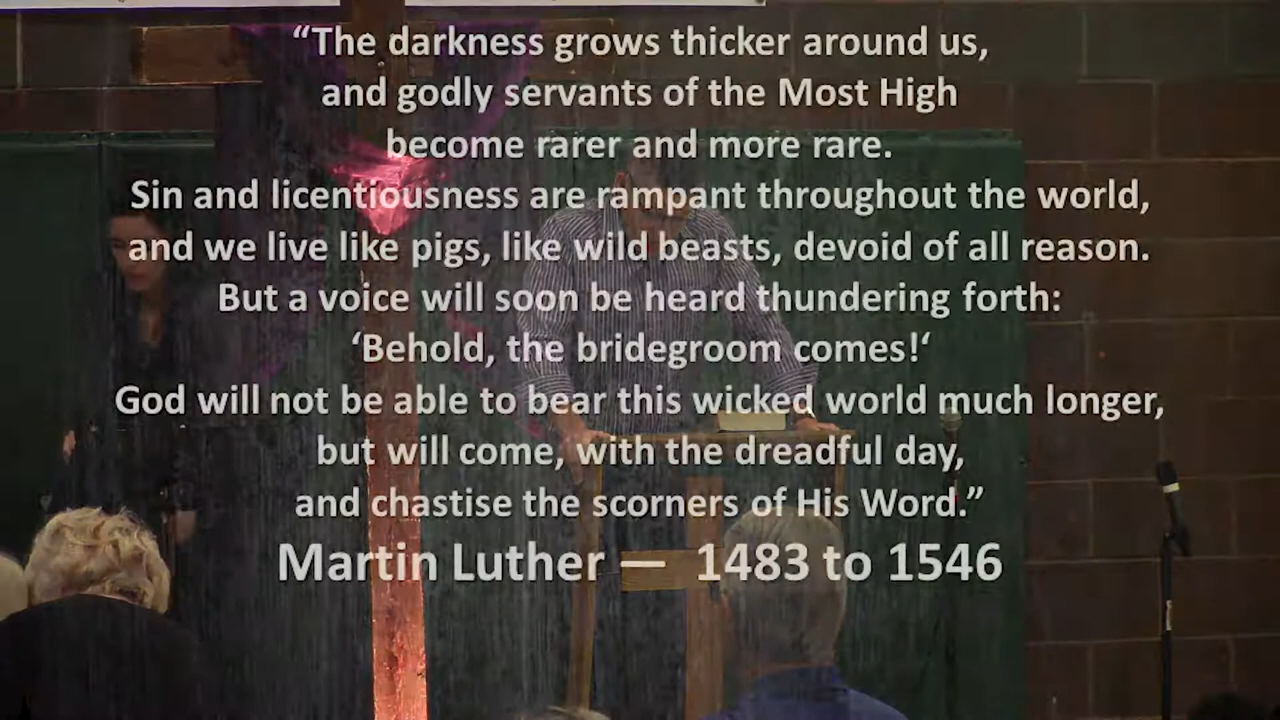 “The darkness grows thicker around us,
and godly servants of the Most High
become rarer and more rare.
Sin and licentiousness are rampant throughout the world,
and we live like pigs, like wild beasts, devoid of all reason.
But a voice will soon be heard thundering forth:
‘Behold, the bridegroom comes!‘
God will not be able to bear this wicked world much longer,
but will come, with the dreadful day,
and chastise the scorners of His Word.”
Martin Luther — 1483 to 1546